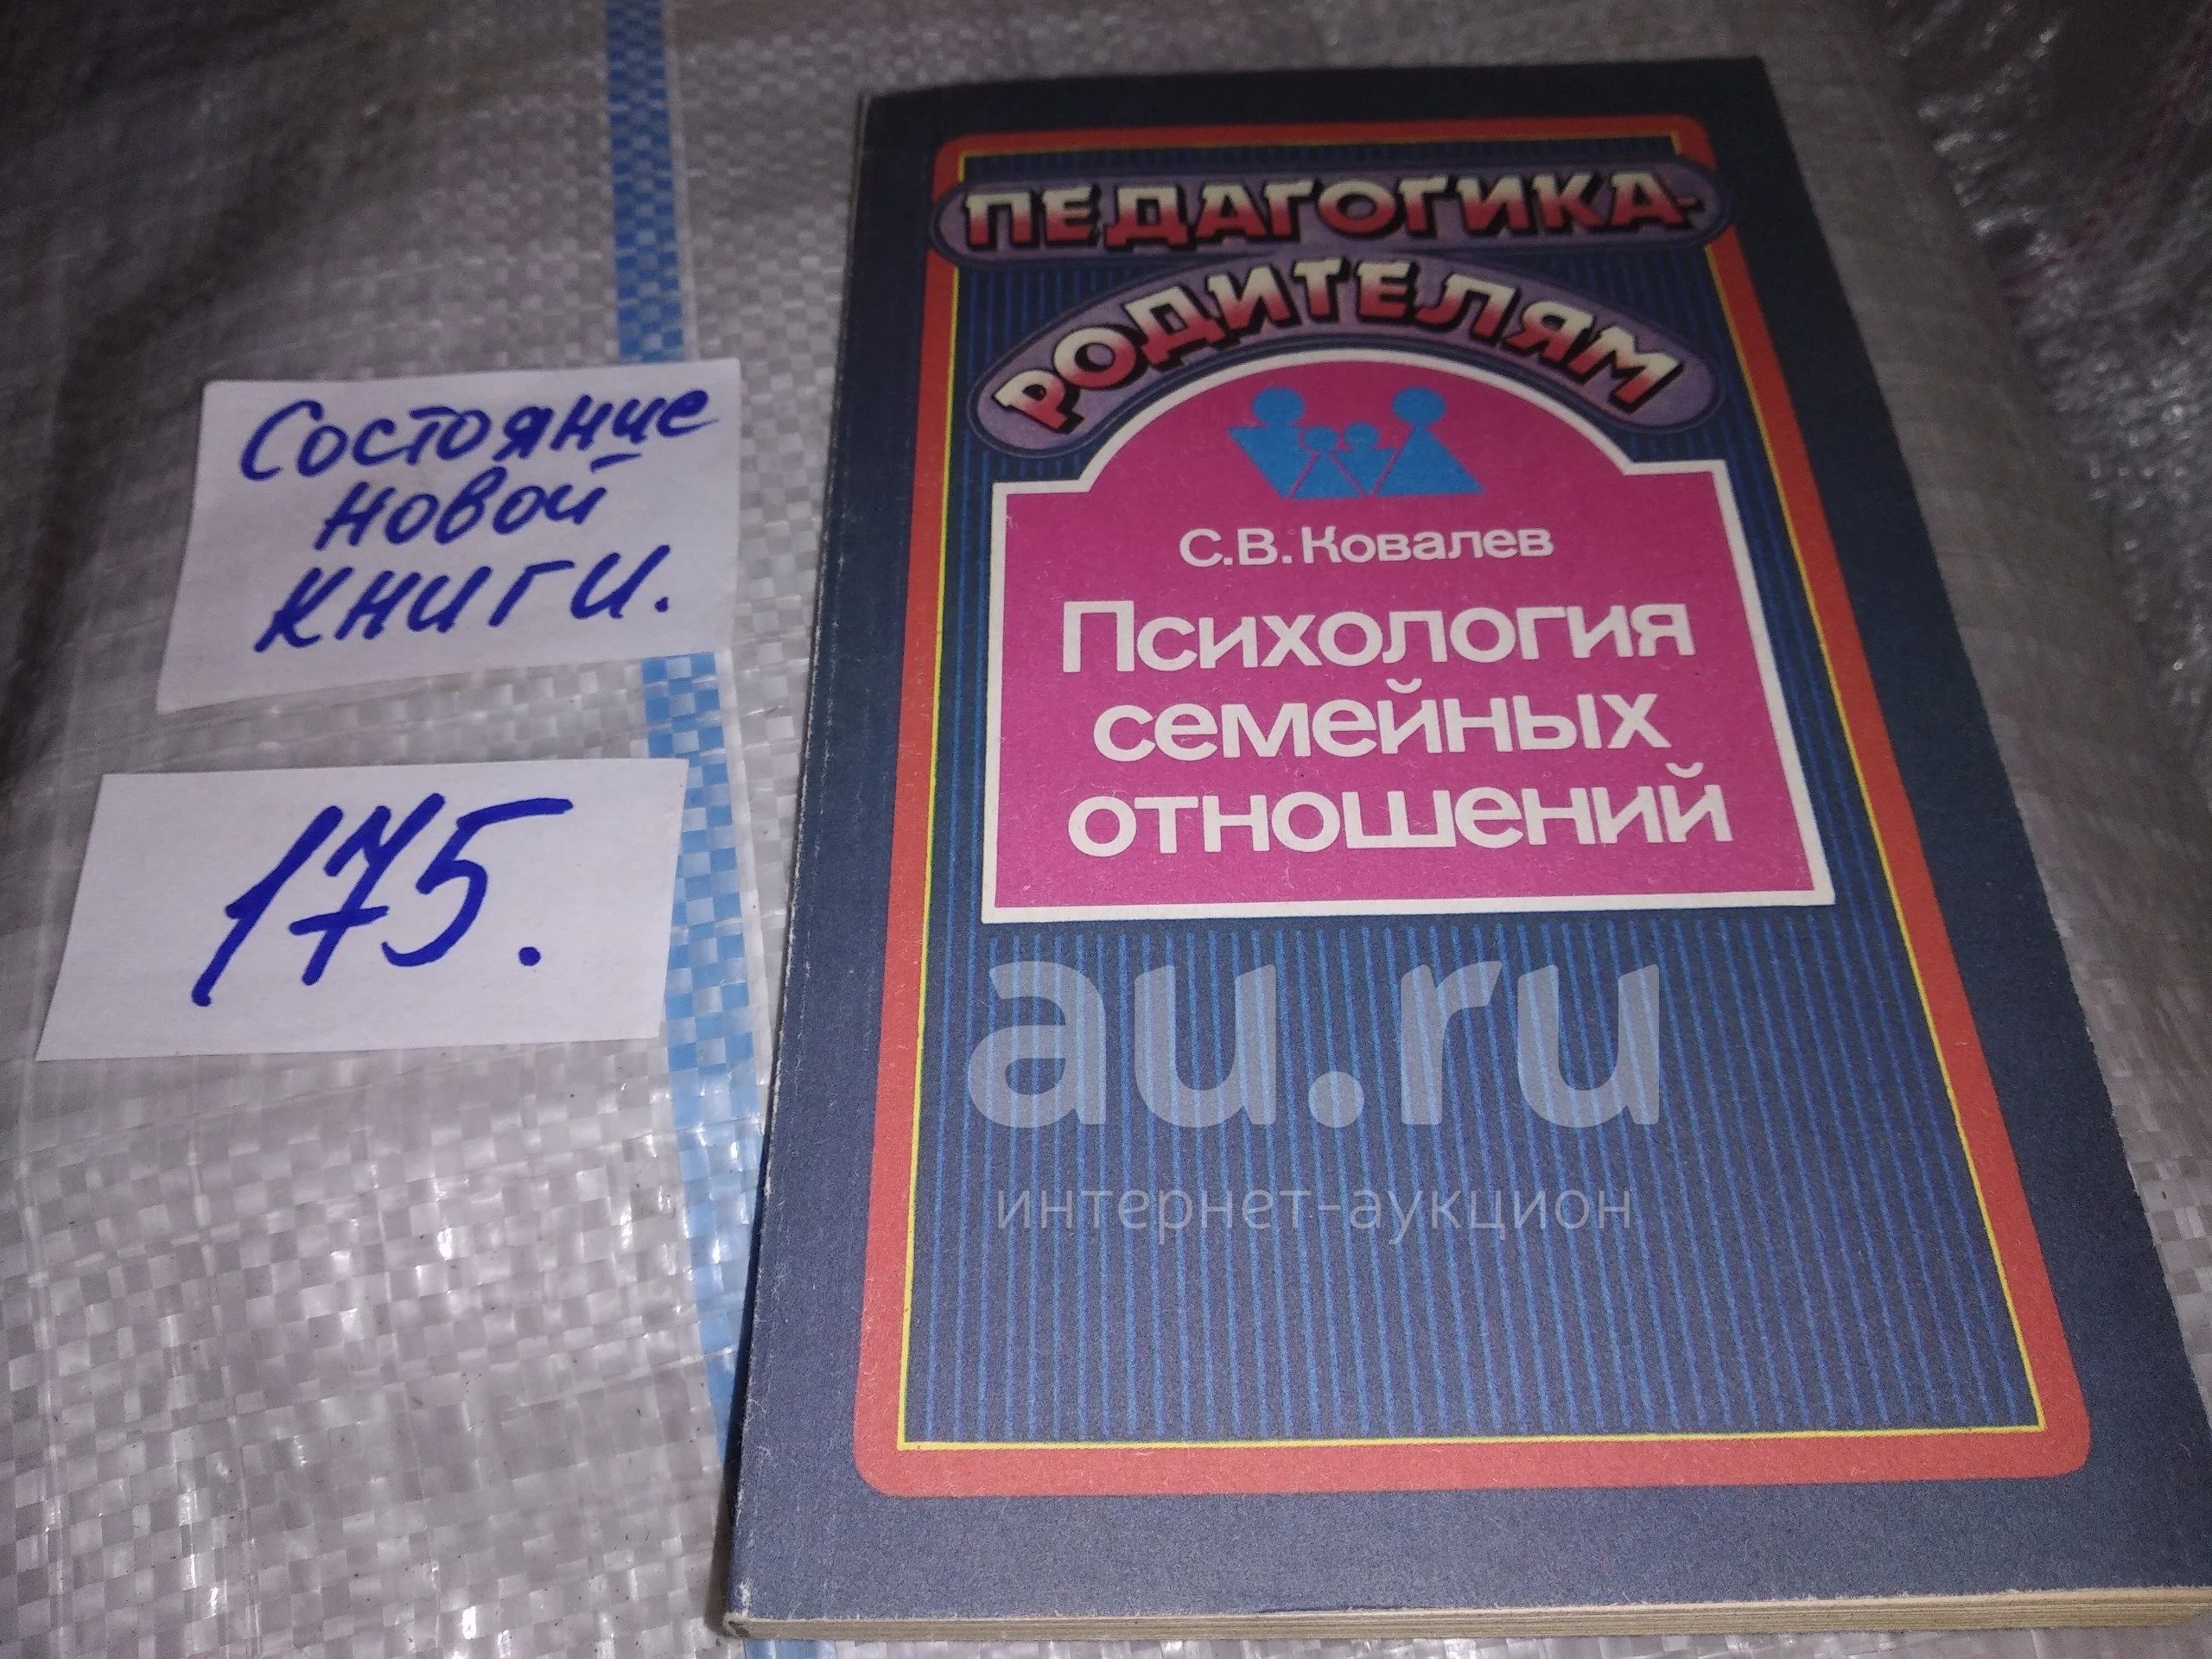 Состояние
новой
книги.
175.
ПЕДАГОГИКА-
РОДИТЕЛЯМ
С.В.Ковалев
Психология
семейных
отношений
au.ru
интернет-аукцион